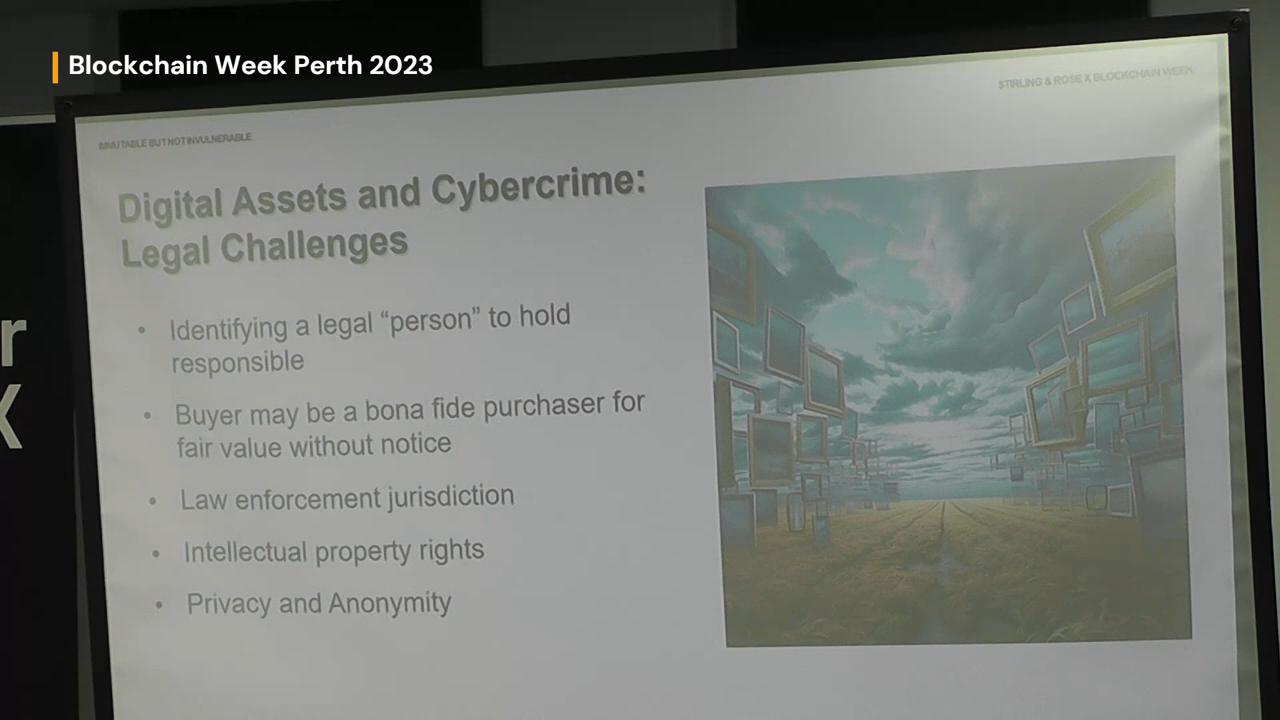 Blockchain Week Perth 2023
STIRLING & ROSE X BLOCKCHAIN WEEK
IMMUTABLE BUT NOT INVULNERABLE
Digital Assets and Cybercrime:
Legal Challenges
• Identifying a legal “person” to hold
responsible
• Buyer may be a bona fide purchaser for
fair value without notice
• Law enforcement jurisdiction
• Intellectual property rights
• Privacy and Anonymity
r
X